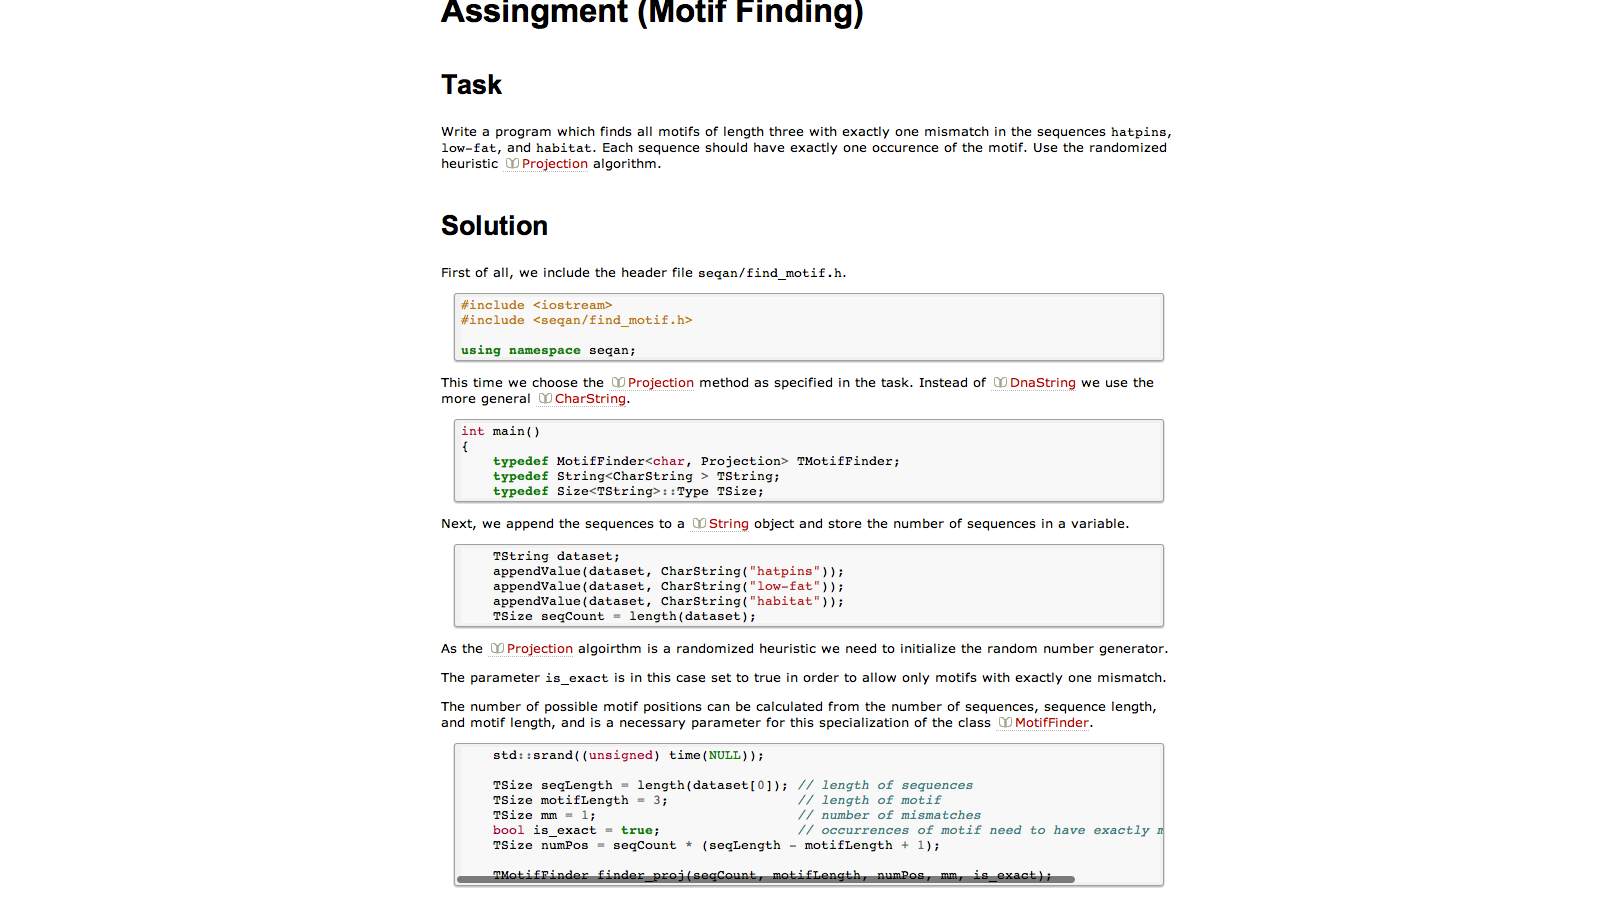 Assingment (Motif Finding)
Task
Write a program which finds all motifs of length three with exactly one mismatch in the sequences hatpins,
low-fat, and habitat. Each sequence should have exactly one occurence of the motif. Use the randomized
heuristic Projection algorithm.
Solution
First of all, we include the header file seqan/find_motif.h.
#include <iostream>
#include <seqan/find_motif.h>
using namespace seqan;
This time we choose the Projection method as specified in the task. Instead of DnaString we use the
more general CharString.
int main()
{
    typedef MotifFinder<char, Projection> TMotifFinder;
    typedef String<CharString > TString;
    typedef Size<TString>::Type TSize;
Next, we append the sequences to a String object and store the number of sequences in a variable.
    TString dataset;
    appendValue(dataset, CharString("hatpins"));
    appendValue(dataset, CharString("low-fat"));
    appendValue(dataset, CharString("habitat"));
    TSize seqCount = length(dataset);
As the Projection algoirthm is a randomized heuristic we need to initialize the random number generator.
The parameter is_exact is in this case set to true in order to allow only motifs with exactly one mismatch.
The number of possible motif positions can be calculated from the number of sequences, sequence length,
and motif length, and is a necessary parameter for this specialization of the class MotifFinder.
    std::srand((unsigned) time(NULL));
    TSize seqLength = length(dataset[0]); // length of sequences
    TSize motifLength = 3;                // length of motif
    TSize mm = 1;                         // number of mismatches
    bool is_exact = true;                 // occurrences of motif need to have exactly
    TSize numPos = seqCount * (seqLength - motifLength + 1);
    TMotifFinder finder_proj(seqCount, motifLength, numPos, mm, is_exact);